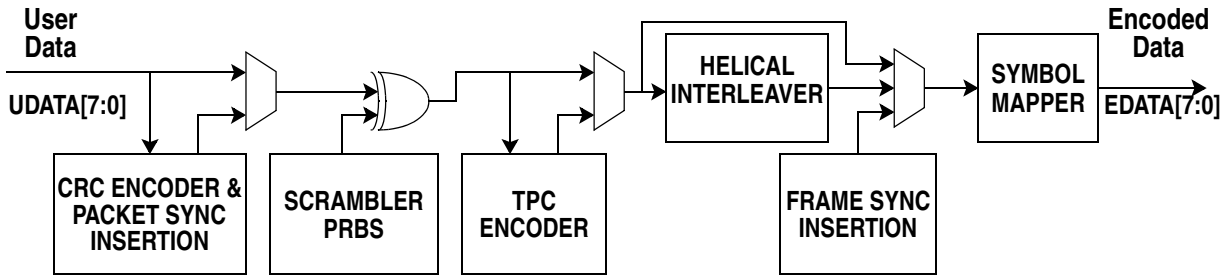 User
Data
UDATA[7:0]
CRC ENCODER &
PACKET SYNC
INSERTION
SCRAMBLER
PRBS
TPC
ENCODER
HELICAL
INTERLEAVER
FRAME SYNC
INSERTION
SYMBOL
MAPPER
Encoded
Data
EDATA[7:0]